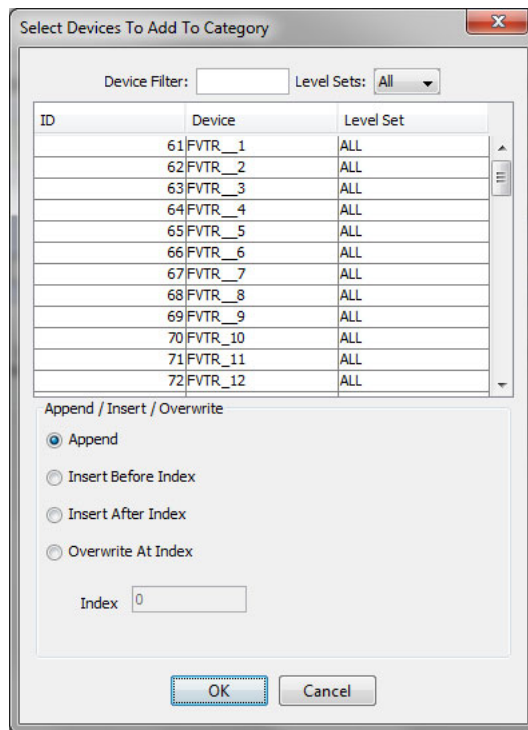 Select Devices To Add To Category
Device Filter: Level Sets: All
ID Device Level Set
61 FVTR__1 ALL
62 FVTR__2 ALL
63 FVTR__3 ALL
64 FVTR__4 ALL
65 FVTR__5 ALL
66 FVTR__6 ALL
67 FVTR__7 ALL
68 FVTR__8 ALL
69 FVTR__9 ALL
70 FVTR_10 ALL
71 FVTR_11 ALL
72 FVTR_12 ALL
Append / Insert / Overwrite
Append
Insert Before Index
Insert After Index
Overwrite At Index
Index 0
OK Cancel